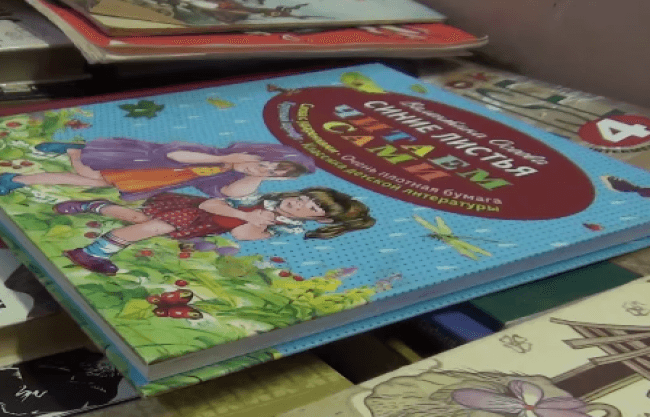 Валентина Осеева
СИНИЕ ЛИСТЬЯ
ЧИТАЕМ
САМИ
Очень плотная бумага
Классика детской литературы
4